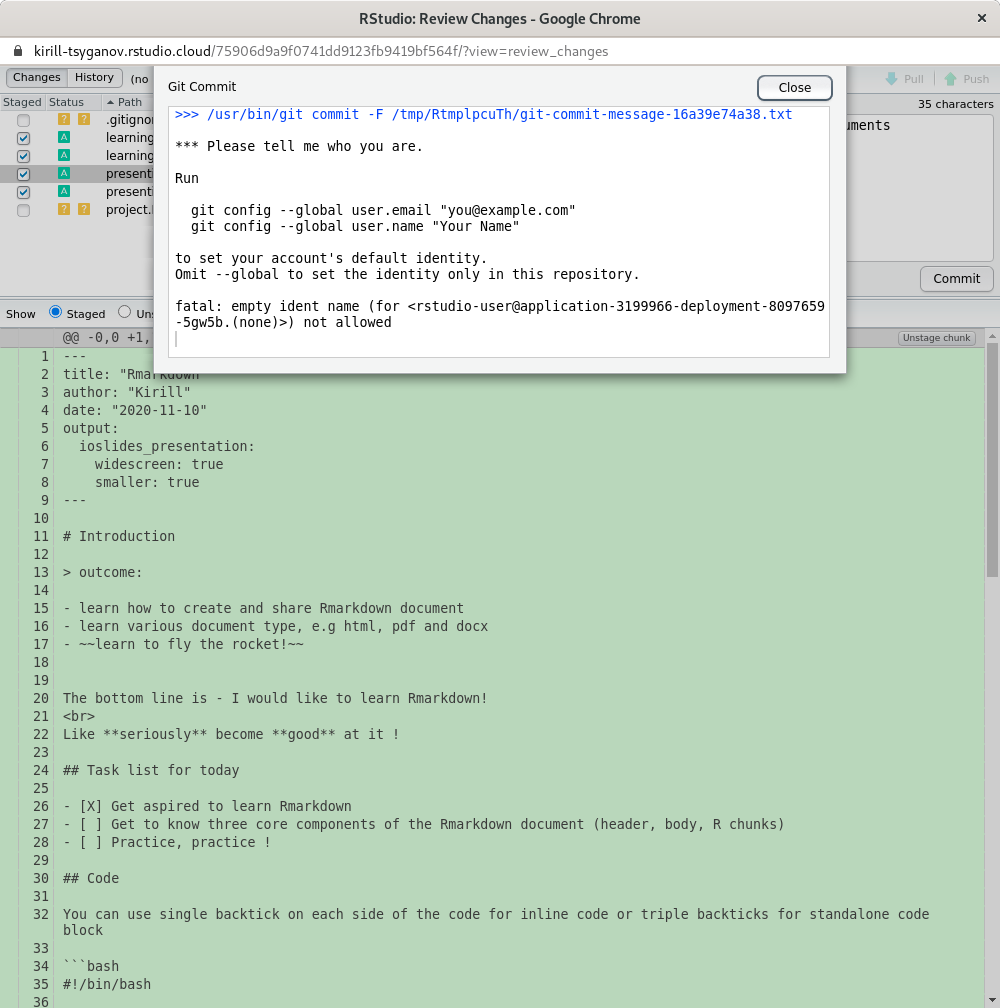 RStudio: Review Changes - Google Chrome
kirill-tsyganov.rstudio.cloud/75906d9a9f0741dd9123fb9419bf564f/?view=review_changes
Changes History (no
Pull Push
Git Commit
Close
Staged Status Path
35 characters
>>> /usr/bin/git commit -F /tmp/RtmplpcuTh/git-commit-message-16a39e74a38.txt
? ? .gitigno
uments
A learning
*** Please tell me who you are.
A learning
Run
A presenti
A presenti
git config --global user.email "you@example.com"
? ? project.
git config --global user.name "Your Name"
to set your account's default identity.
Omit --global to set the identity only in this repository.
Commit
fatal: empty ident name (for <rstudio-user@application-3199966-deployment-8097659
-5gw5b.(none)>) not allowed
Show Staged Uns
@@ -0,0 +1,
Unstage chunk
1 ---
2 title: "Rmarkdown"
3 author: "Kirill"
4 date: "2020-11-10"
5 output:
6 ioslides_presentation:
7 widescreen: true
8 smaller: true
9 ---
10
11 # Introduction
12
13 > outcome:
14
15 - learn how to create and share Rmarkdown document
16 - learn various document type, e.g html, pdf and docx
17 - ~~learn to fly the rocket!~~
18
19
20 The bottom line is - I would like to learn Rmarkdown!
21 <br>
22 Like **seriously** become **good** at it !
23
24 ## Task list for today
25
26 - [X] Get aspired to learn Rmarkdown
27 - [ ] Get to know three core components of the Rmarkdown document (header, body, R chunks)
28 - [ ] Practice, practice !
29
30 ## Code
31
32 You can use single backtick on each side of the code for inline code or triple backticks for standalone code
block
33
34 ```bash
35 #!/bin/bash
36